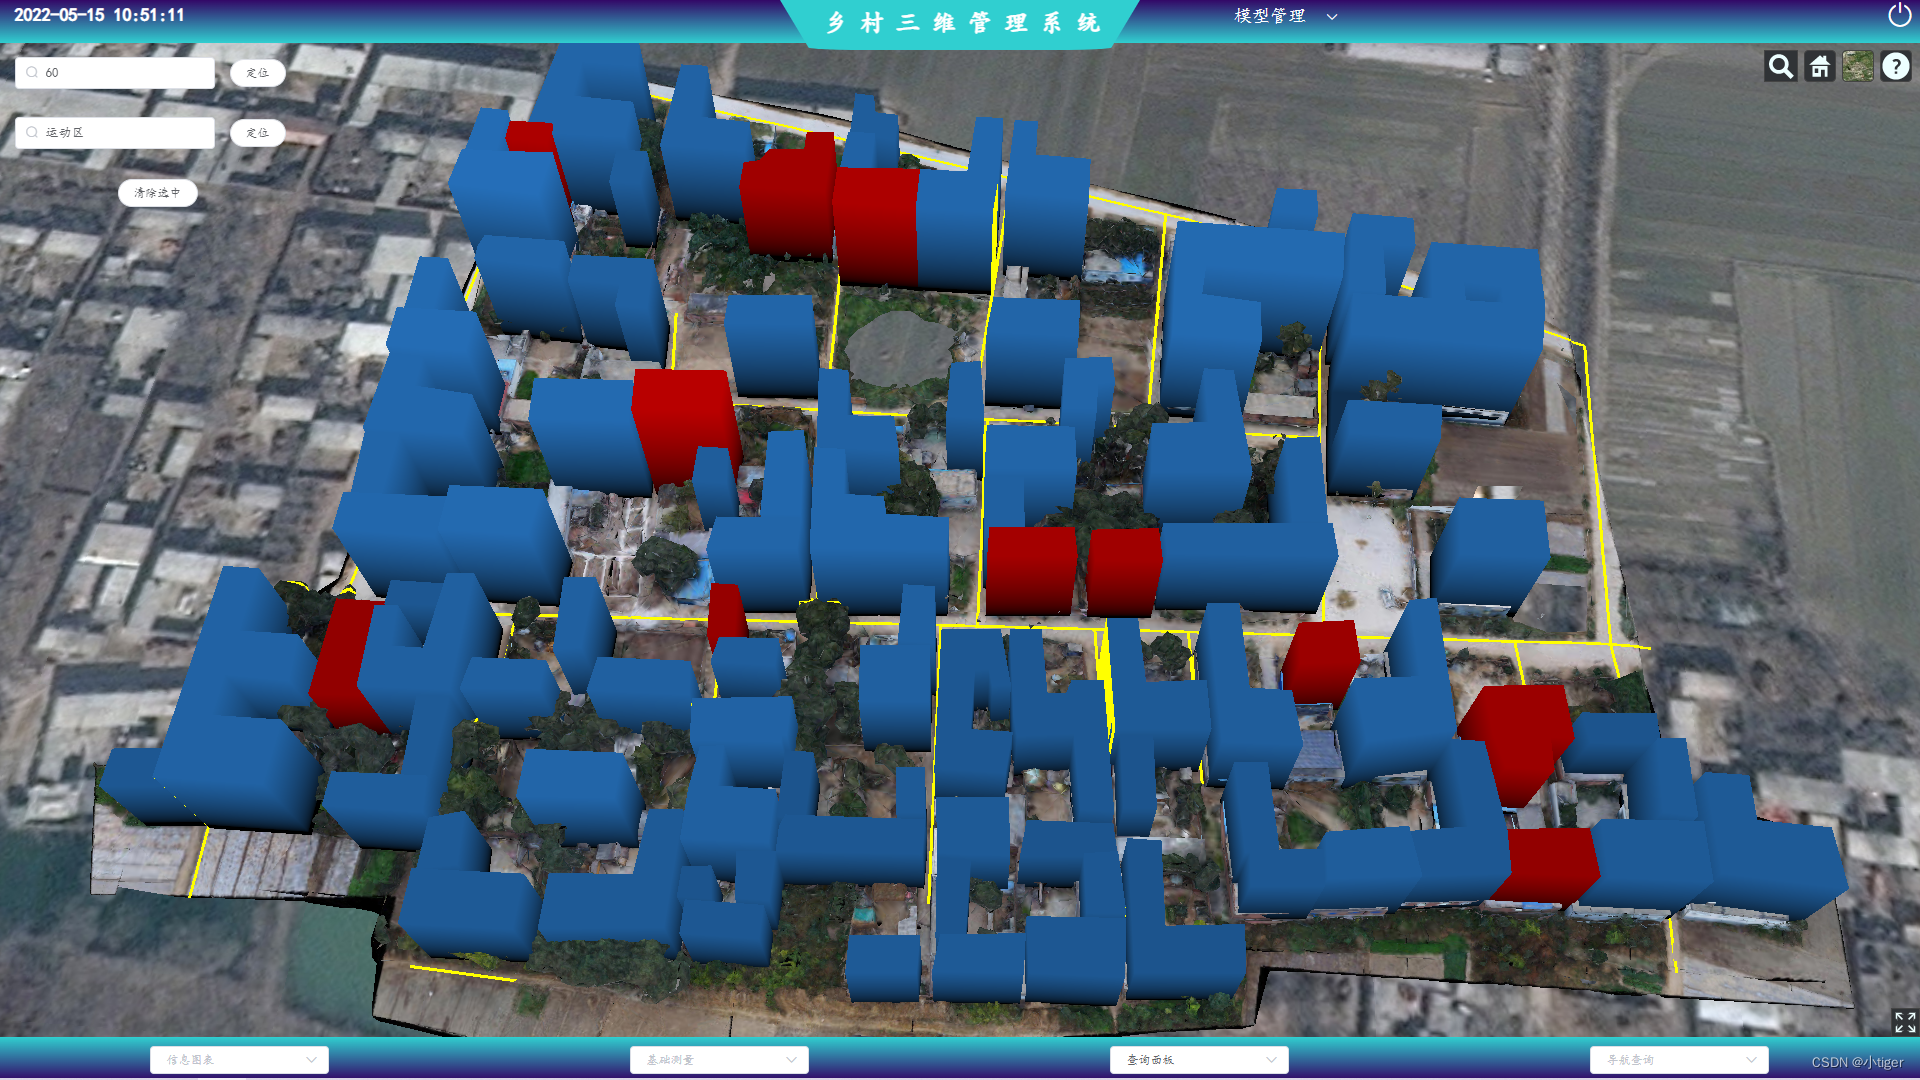 2022-05-15 10:51:11
乡村三维管理系统
模型管理
60
定位
运动区
定位
清除选中
信息图表
基础测量
查询面板
导航查询
CSDN @小tiger